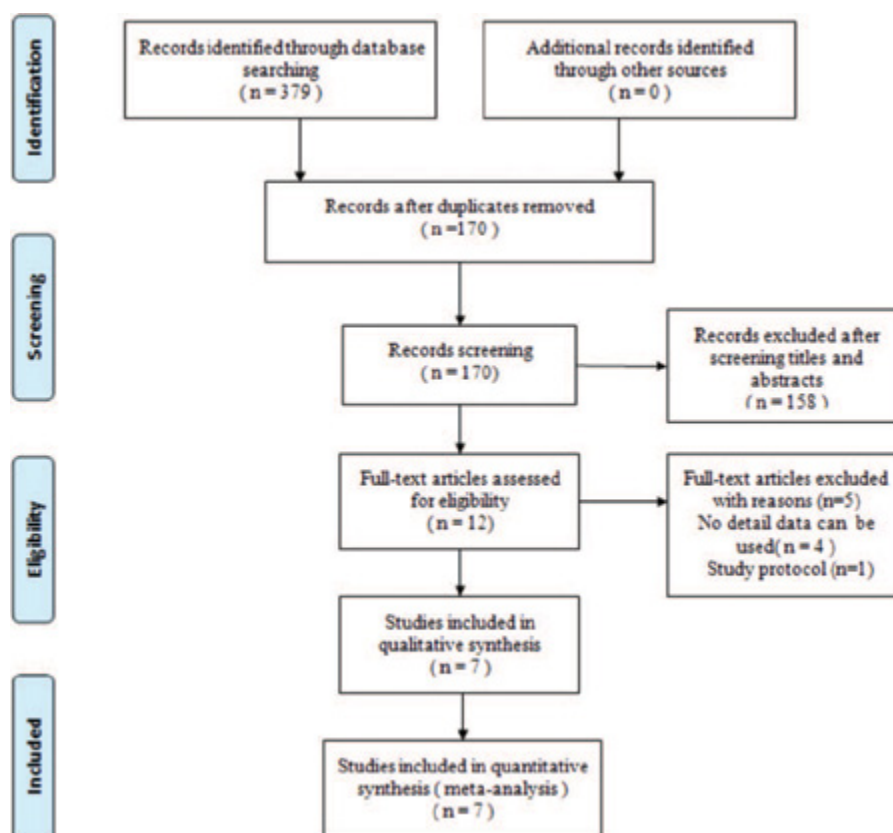 Identification
Records identified through database
searching
( n = 379 )
Additional records identified
through other sources
( n = 0 )
Records after duplicates removed
( n =170 )
Screening
Records screening
( n = 170)
Records excluded after
screening titles and
abstracts
( n = 158 )
Eligibility
Full-text articles assessed
for eligibility
( n = 12)
Full-text articles excluded
with reasons (n=5)
No detail data can be
used( n = 4 )
Study protocol (n=1)
Studies included in
qualitative synthesis
( n = 7 )
Included
Studies included in quantitative
synthesis ( meta-analysis )
( n = 7 )